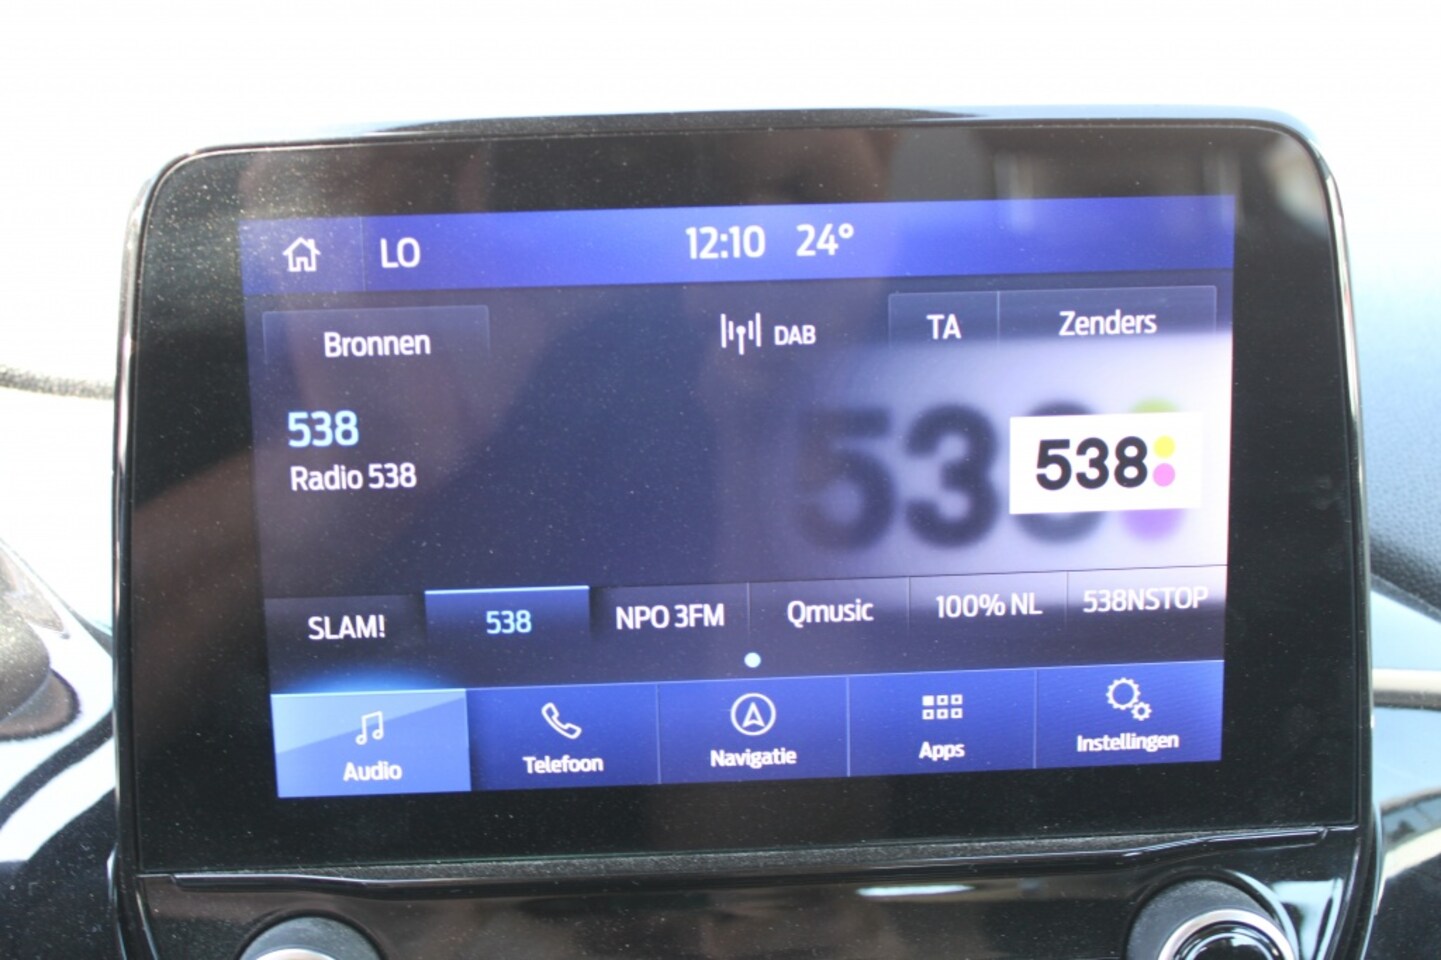 LO 12:10 24°
Bronnen DAB TA Zenders
538
Radio 538
538
538
SLAM! 538 NPO 3FM Qmusic 100% NL 538NSTOP
Audio Telefoon Navigatie Apps Instellingen